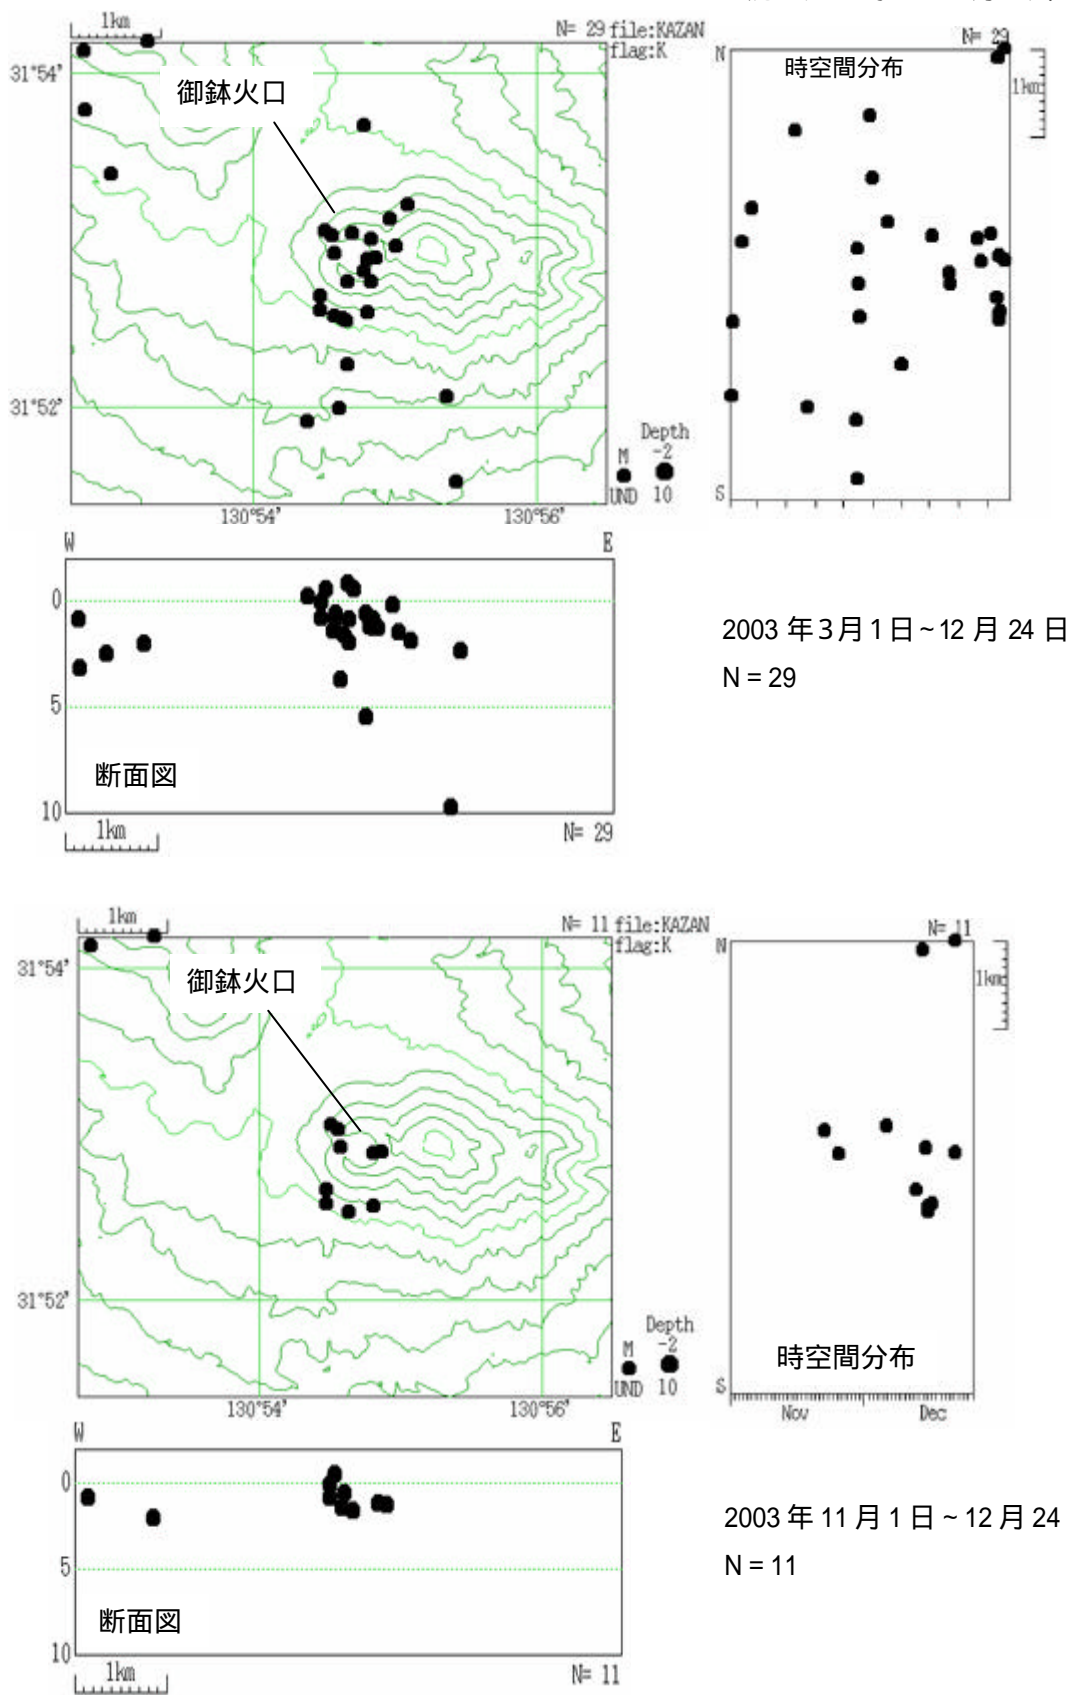 1km
N= 29 file:KAZAN
flag:K
31°54'
御鉢火口
31°52'
Depth
M -2
UND 10
130°54' 130°56'
N= 29
N
時空間分布
1km
S
W E
0
5
断面図
10
1km
N= 29
2003 年3月1日~12 月 24 日
N = 29
1km
N= 11 file:KAZAN
flag:K
31°54'
御鉢火口
31°52'
Depth
M -2
UND 10
130°54' 130°56'
N= 11
N
1km
時空間分布
S
Nov Dec
W E
0
5
断面図
10
1km
N= 11
2003 年 11 月 1 日 ~ 12 月 24
N = 11